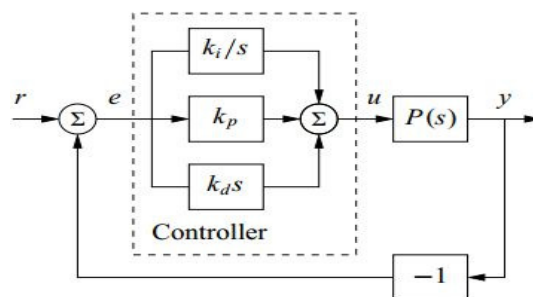 k_i/s
r
Σ
e
k_p
Σ
u
P(s)
y
k_d s
Controller
−1